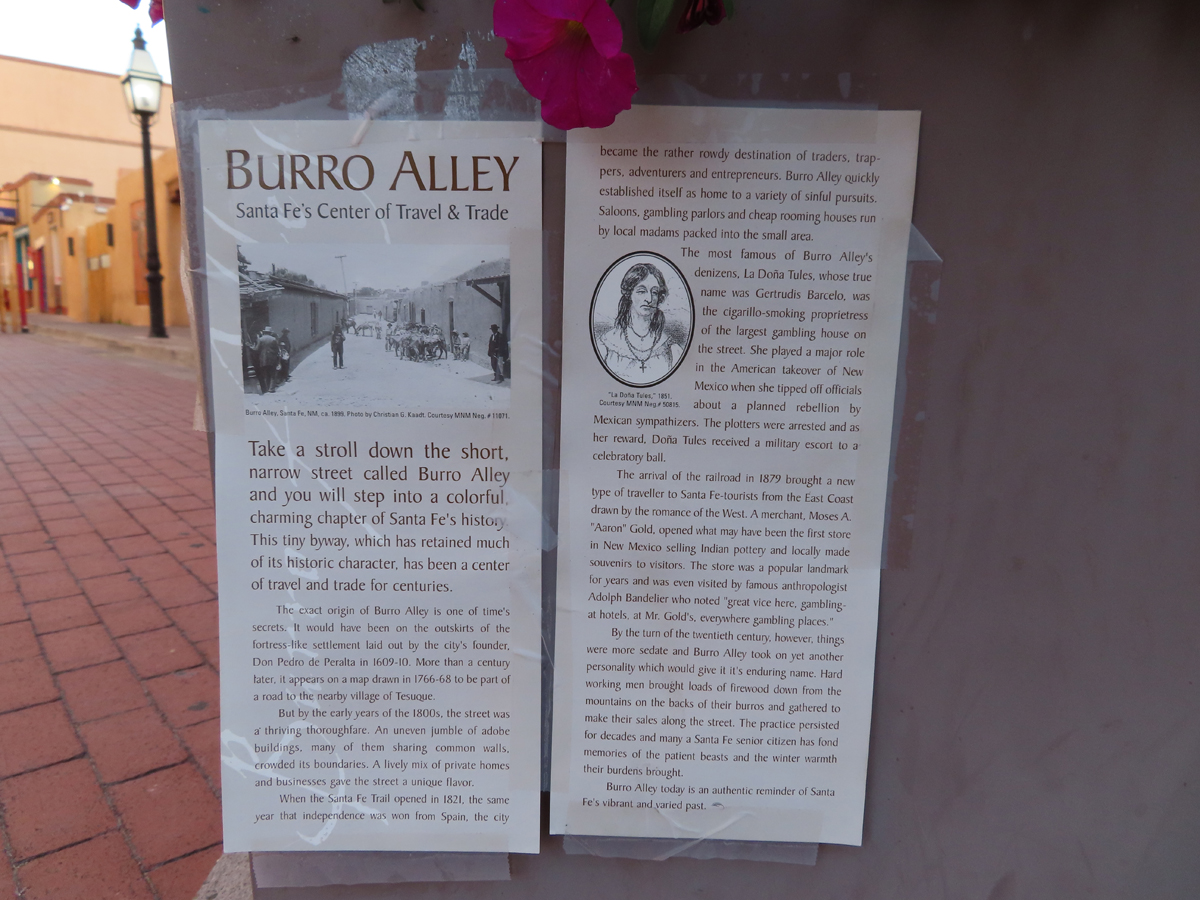 BURRO ALLEY
Santa Fe's Center of Travel & Trade
Burro Alley, Santa Fe, NM, ca. 1899. Photo by Christian G. Kaadt. Courtesy MNM Neg. # 11071.
Take a stroll down the short,
narrow street called Burro Alley
and you will step into a colorful,
charming chapter of Santa Fe's history.
This tiny byway, which has retained much
of its historic character, has been a center
of travel and trade for centuries.
The exact origin of Burro Alley is one of time's
secrets. It would have been on the outskirts of the
fortress-like settlement laid out by the city's founder,
Don Pedro de Peralta in 1609-10. More than a century
later, it appears on a map drawn in 1766-68 to be part of
a road to the nearby village of Tesuque.
But by the early years of the 1800s, the street was
a thriving thoroughfare. An uneven jumble of adobe
buildings, many of them sharing common walls,
crowded its boundaries. A lively mix of private homes
and businesses gave the street a unique flavor.
When the Santa Fe Trail opened in 1821, the same
year that independence was won from Spain, the city
became the rather rowdy destination of traders, trap-
pers, adventurers and entrepreneurs. Burro Alley quickly
established itself as home to a variety of sinful pursuits.
Saloons, gambling parlors and cheap rooming houses run
by local madams packed into the small area.
The most famous of Burro Alley's
denizens, La Doña Tules, whose true
name was Gertrudis Barcelo, was
the cigarillo-smoking proprietress
of the largest gambling house on
the street. She played a major role
in the American takeover of New
Mexico when she tipped off officials
about a planned rebellion by
"La Doña Tules," 1851.
Courtesy MNM Neg.# 50815.
Mexican sympathizers. The plotters were arrested and as
her reward, Doña Tules received a military escort to a
celebratory ball.
The arrival of the railroad in 1879 brought a new
type of traveller to Santa Fe-tourists from the East Coast
drawn by the romance of the West. A merchant, Moses A.
"Aaron" Gold, opened what may have been the first store
in New Mexico selling Indian pottery and locally made
souvenirs to visitors. The store was a popular landmark
for years and was even visited by famous anthropologist
Adolph Bandelier who noted "great vice here, gambling-
at hotels, at Mr. Gold's, everywhere gambling places."
By the turn of the twentieth century, however, things
were more sedate and Burro Alley took on yet another
personality which would give it it's enduring name. Hard
working men brought loads of firewood down from the
mountains on the backs of their burros and gathered to
make their sales along the street. The practice persisted
for decades and many a Santa Fe senior citizen has fond
memories of the patient beasts and the winter warmth
their burdens brought.
Burro Alley today is an authentic reminder of Santa
Fe's vibrant and varied past.